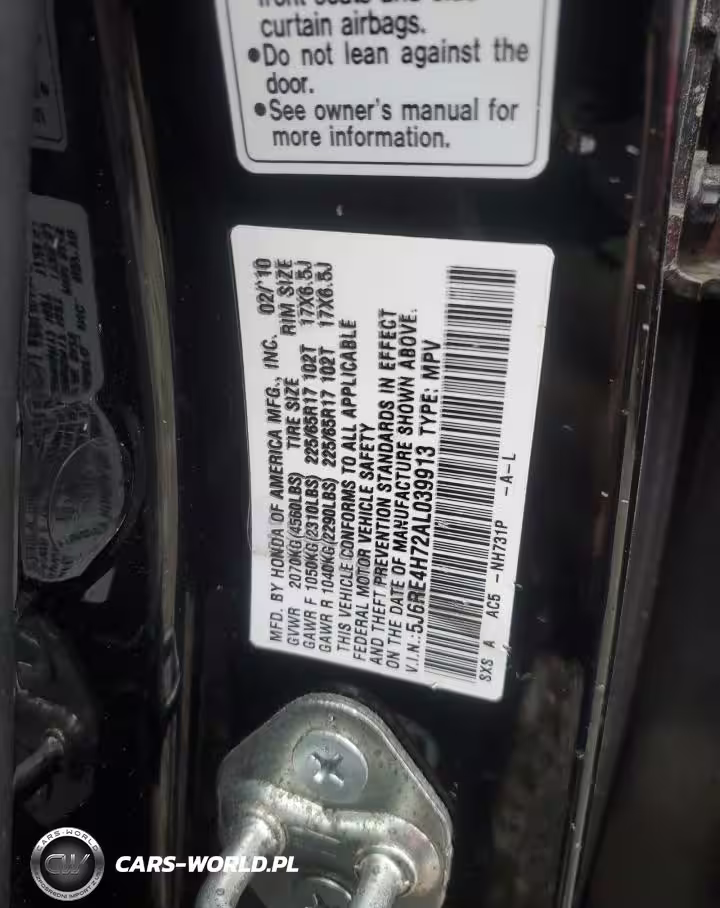 curtain airbags.
●Do not lean against the
door.
●See owner's manual for
more information.
MFD. BY HONDA OF AMERICA MFG., INC. 02/'10
GVWR 2070KG(4560LBS) TIRE SIZE RIM SIZE
GAWR F 1050KG(2310LBS) 225/65R17 102T 17X6.5J
GAWR R 1040KG(2290LBS) 225/65R17 102T 17X6.5J
THIS VEHICLE CONFORMS TO ALL APPLICABLE
FEDERAL MOTOR VEHICLE SAFETY
AND THEFT PREVENTION STANDARDS IN EFFECT
ON THE DATE OF MANUFACTURE SHOWN ABOVE.
V.I.N.:5J6RE4H72AL039913 TYPE: MPV
SXS A AC5 -NH731P -A-L
CARS-WORLD
CW
CARS-WORLD.PL